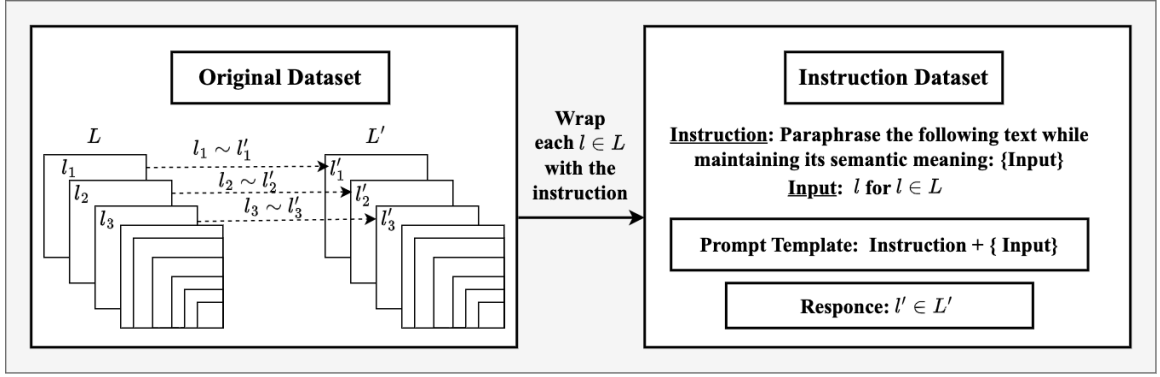 Original Dataset
L
L′
l₁ ∼ l′₁
l₁
l′₁
l₂ ∼ l′₂
l₂
l′₂
l₃ ∼ l′₃
l₃
l′₃
Wrap
each l ∈ L
with the
instruction
Instruction Dataset
Instruction: Paraphrase the following text while
maintaining its semantic meaning: {Input}
Input: l for l ∈ L
Prompt Template: Instruction + { Input}
Responce: l′ ∈ L′